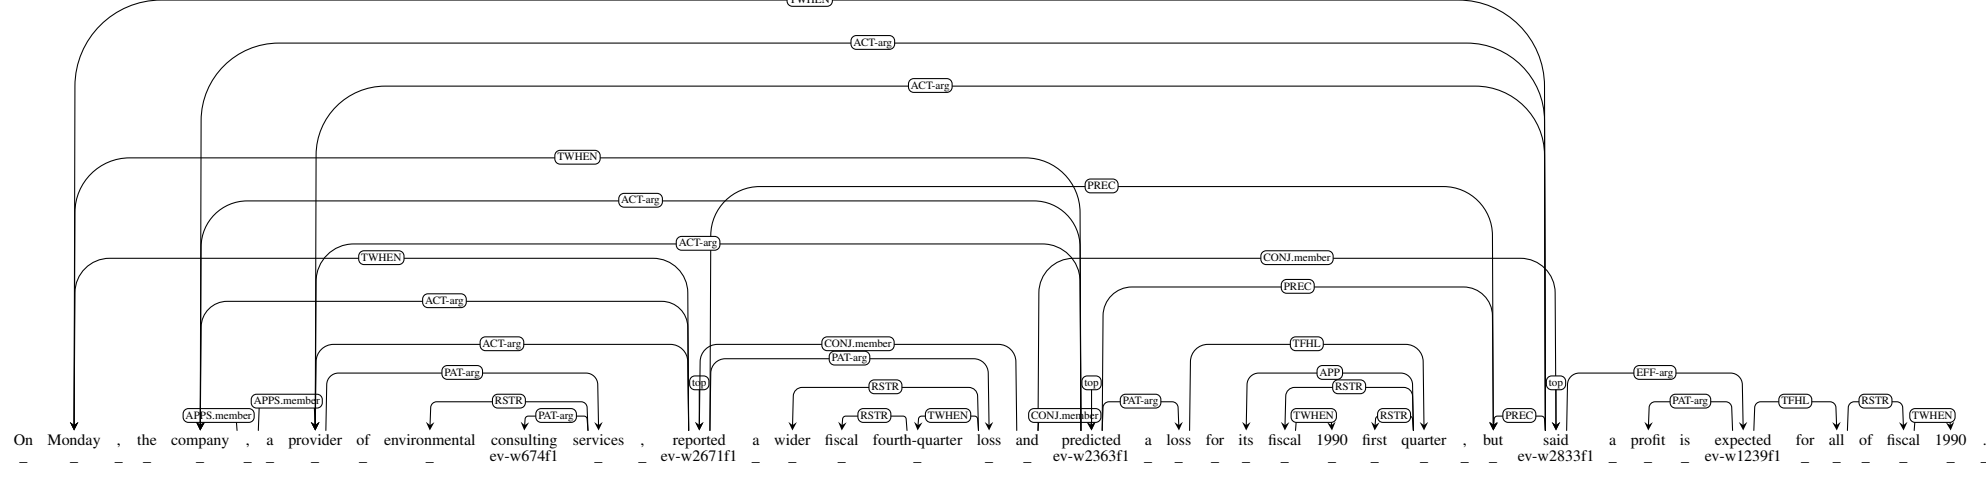 TWHEN
ACT-arg
ACT-arg
TWHEN
PREC
ACT-arg
ACT-arg
TWHEN CONJ.member
PREC
ACT-arg
ACT-arg CONJ.member TFHL
PAT-arg
PAT-arg APP EFF-arg
top top top
RSTR RSTR
APPS.member RSTR PAT-arg PAT-arg TFHL RSTR
APPS.member PAT-arg RSTR TWHEN CONJ.member TWHEN RSTR PREC TWHEN
On Monday , the company , a provider of environmental consulting services , reported a wider fiscal fourth-quarter loss and predicted a loss for its fiscal 1990 first quarter , but said a profit is expected for all of fiscal 1990 .
_ _ _ _ _ _ _ _ _ _ ev-w674f1 _ _ ev-w2671f1 _ _ _ _ _ _ ev-w2363f1 _ _ _ _ _ _ _ _ _ _ ev-w2833f1 _ _ _ ev-w1239f1 _ _ _ _ _ _